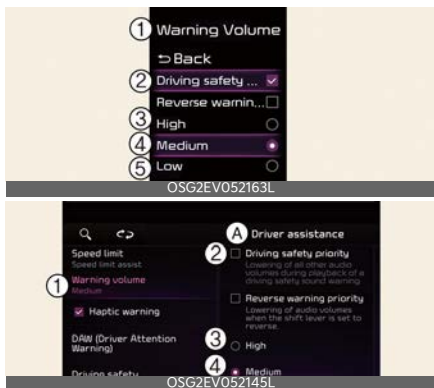 ① Warning Volume
⮌ Back
② Driving safety ...
Reverse warnin...
③ High
④ Medium
⑤ Low
OSG2EV052163L
Ⓐ Driver assistance
Speed limit
Speed limit assist
① Warning volume
Medium
Haptic warning
DAW (Driver Attention
Warning)
Driving safety
② Driving safety priority
Lowering of all other audio
volumes during playback of a
driving safety sound warning.
Reverse warning priority
Lowering of audio volumes
when the shift lever is set to
reverse.
③ High
④ Medium
OSG2EV052145L